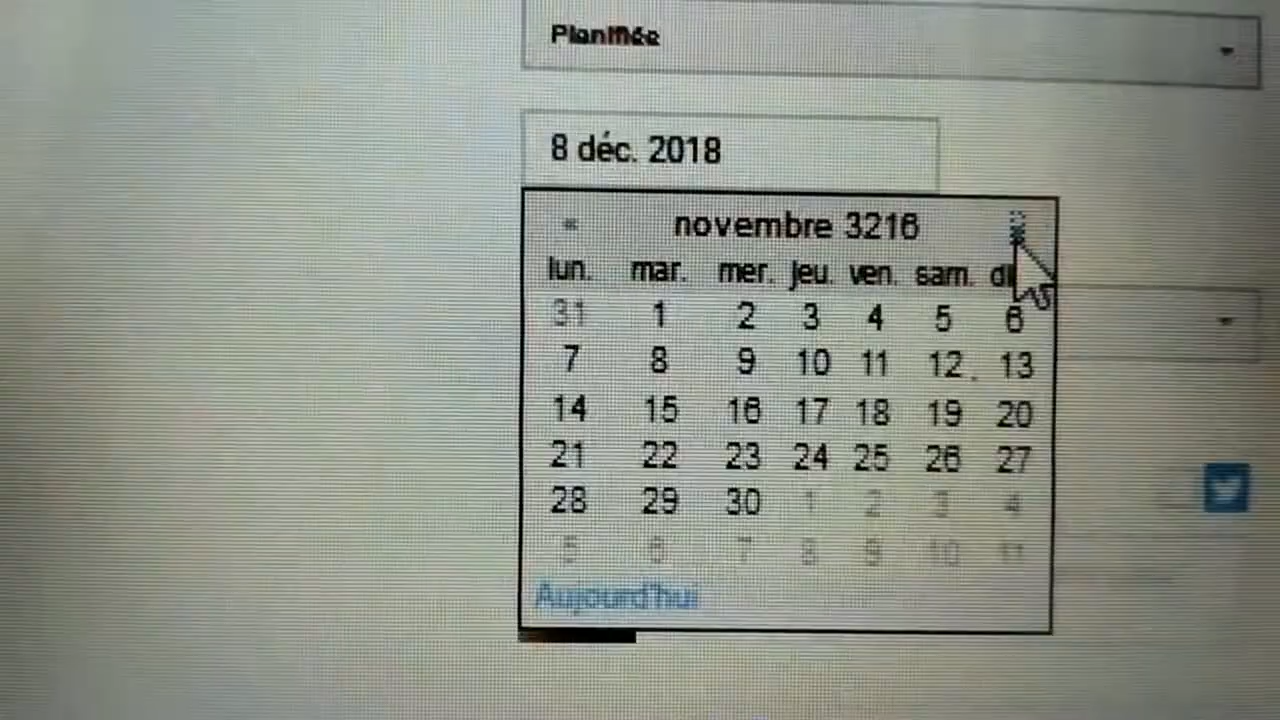 Planifiée
8 déc. 2018
« novembre 3216
lun. mar. mer. jeu. ven. sam.
31 1 2 3 4 5 6
7 8 9 10 11 12 13
14 15 16 17 18 19 20
21 22 23 24 25 26 27
28 29 30 1 2 3 4
5 6 7 8 9 10 11
Aujourd'hui